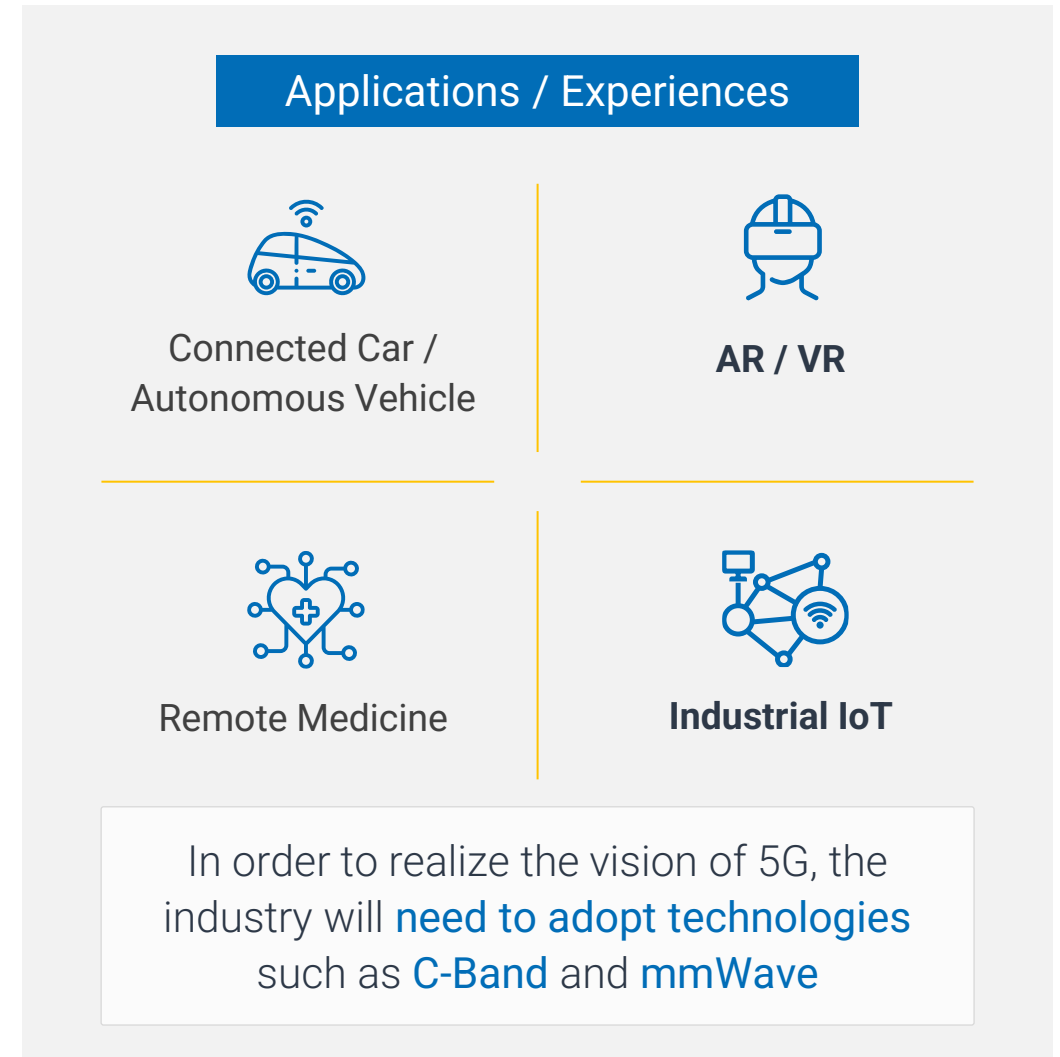 Applications / Experiences
Connected Car /
Autonomous Vehicle
AR / VR
Remote Medicine
Industrial IoT
In order to realize the vision of 5G, the
industry will need to adopt technologies
such as C-Band and mmWave